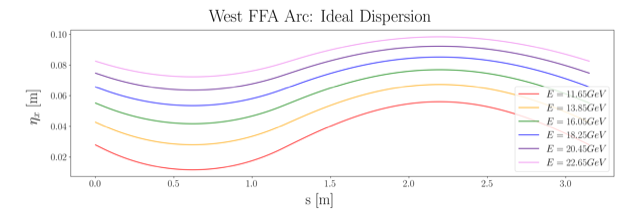 West FFA Arc: Ideal Dispersion
0.10
0.08
0.06
0.04
0.02
ηx [m]
E = 11.65GeV
E = 13.85GeV
E = 16.05GeV
E = 18.25GeV
E = 20.45GeV
E = 22.65GeV
0.0 0.5 1.0 1.5 2.0 2.5 3.0
s [m]